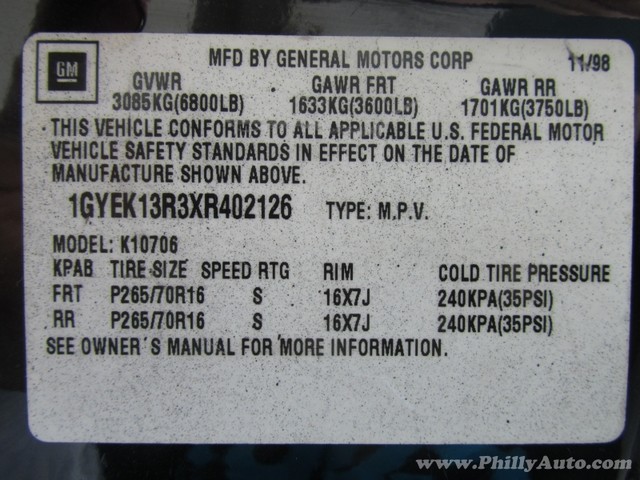 GM
MFD BY GENERAL MOTORS CORP 11/98
GVWR GAWR FRT GAWR RR
3085KG(6800LB) 1633KG(3600LB) 1701KG(3750LB)
THIS VEHICLE CONFORMS TO ALL APPLICABLE U.S. FEDERAL MOTOR
VEHICLE SAFETY STANDARDS IN EFFECT ON THE DATE OF
MANUFACTURE SHOWN ABOVE.
1GYEK13R3XR402126 TYPE: M.P.V.
MODEL: K10706
KPAB TIRE SIZE SPEED RTG RIM COLD TIRE PRESSURE
FRT P265/70R16 S 16X7J 240KPA(35PSI)
RR P265/70R16 S 16X7J 240KPA(35PSI)
SEE OWNER'S MANUAL FOR MORE INFORMATION.
www.PhillyAuto.com